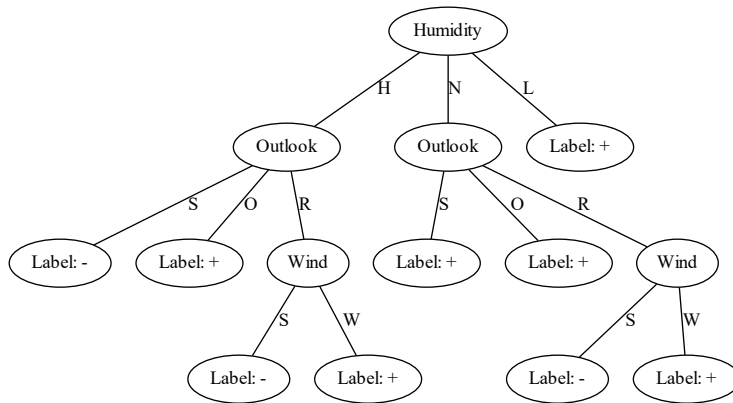 Humidity
H N L
Outlook Outlook Label: +
S O R S O R
Label: - Label: + Wind Label: + Label: + Wind
S W S W
Label: - Label: + Label: - Label: +